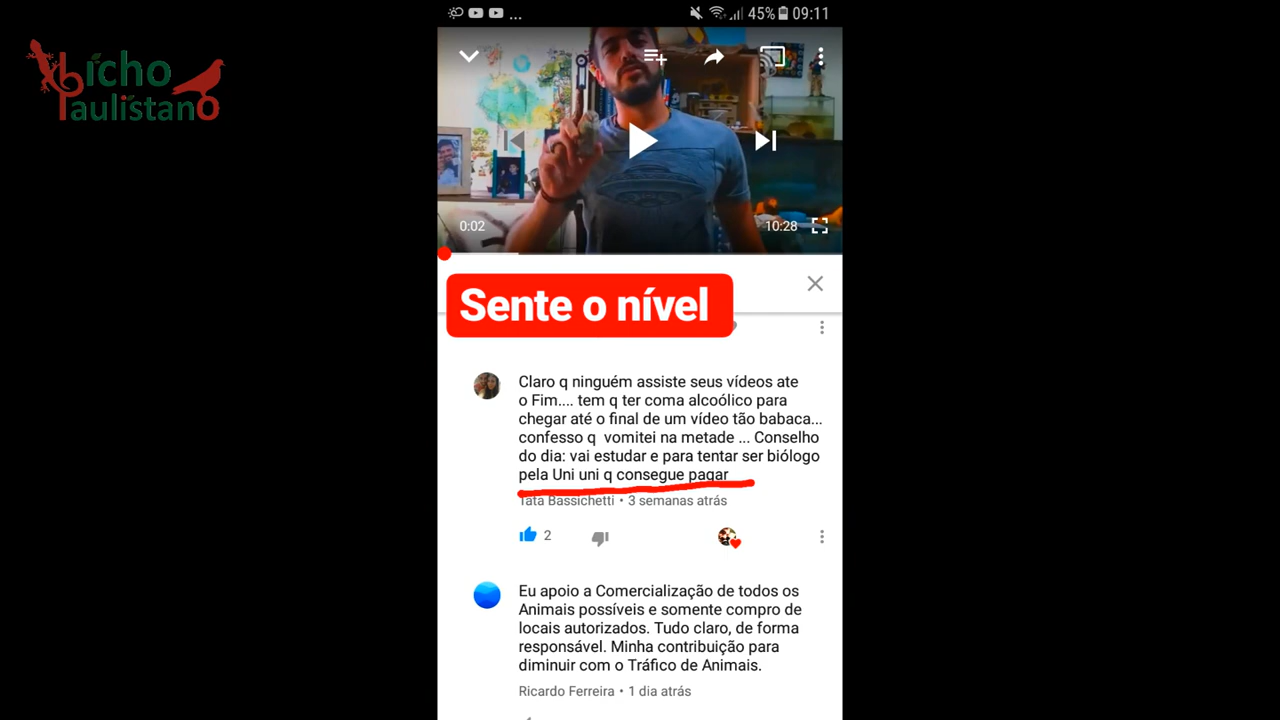 bicho
Paulistano
...
45%
09:11
0:02
10:28
Sente o nível
Claro q ninguém assiste seus vídeos ate
o Fim.... tem q ter coma alcoólico para
chegar até o final de um vídeo tão babaca...
confesso q vomitei na metade ... Conselho
do dia: vai estudar e para tentar ser biólogo
pela Uni uni q consegue pagar
Tata Bassichetti • 3 semanas atrás
2
Eu apoio a Comercialização de todos os
Animais possíveis e somente compro de
locais autorizados. Tudo claro, de forma
responsável. Minha contribuição para
diminuir com o Tráfico de Animais.
Ricardo Ferreira • 1 dia atrás